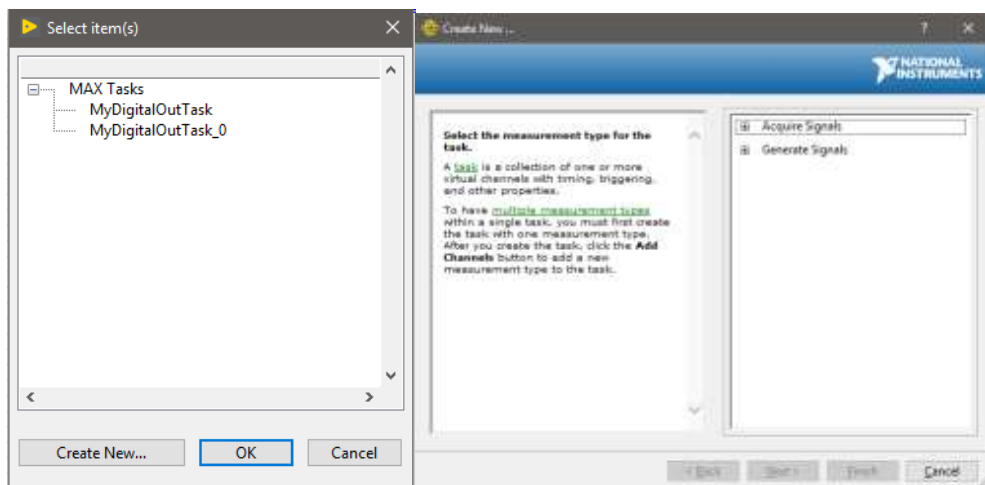 Select item(s)
MAX Tasks
MyDigitalOutTask
MyDigitalOutTask_0
Create New...
OK
Cancel
Create New ...
?
NATIONAL
INSTRUMENTS
Select the measurement type for the
task.
A task is a collection of one or more
virtual channels with timing, triggering,
and other properties.
To have multiple measurement types
within a single task, you must first create
the task with one measurement type.
After you create the task, click the Add
Channels button to add a new
measurement type to the task.
Acquire Signals
Generate Signals
< Back
Next >
Finish
Cancel